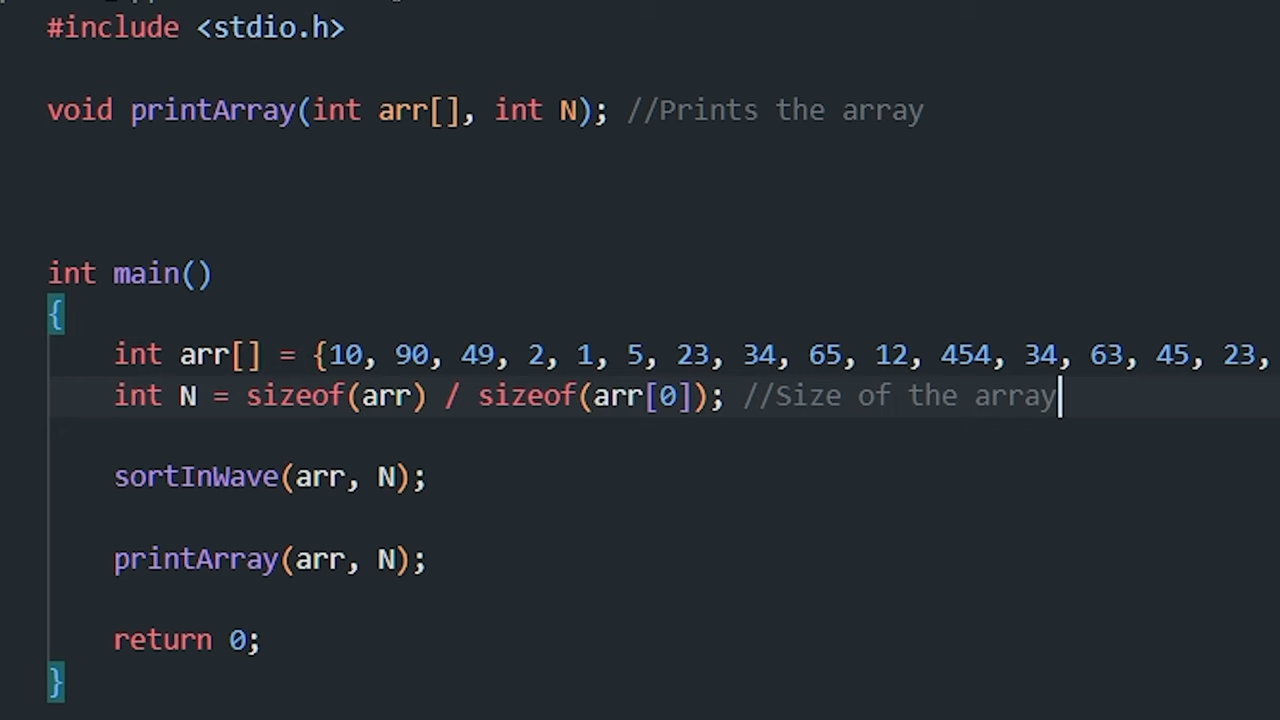 #include <stdio.h>
void printArray(int arr[], int N); //Prints the array
int main()
{
int arr[] = {10, 90, 49, 2, 1, 5, 23, 34, 65, 12, 454, 34, 63, 45, 23,
int N = sizeof(arr) / sizeof(arr[0]); //Size of the array
sortInWave(arr, N);
printArray(arr, N);
return 0;
}